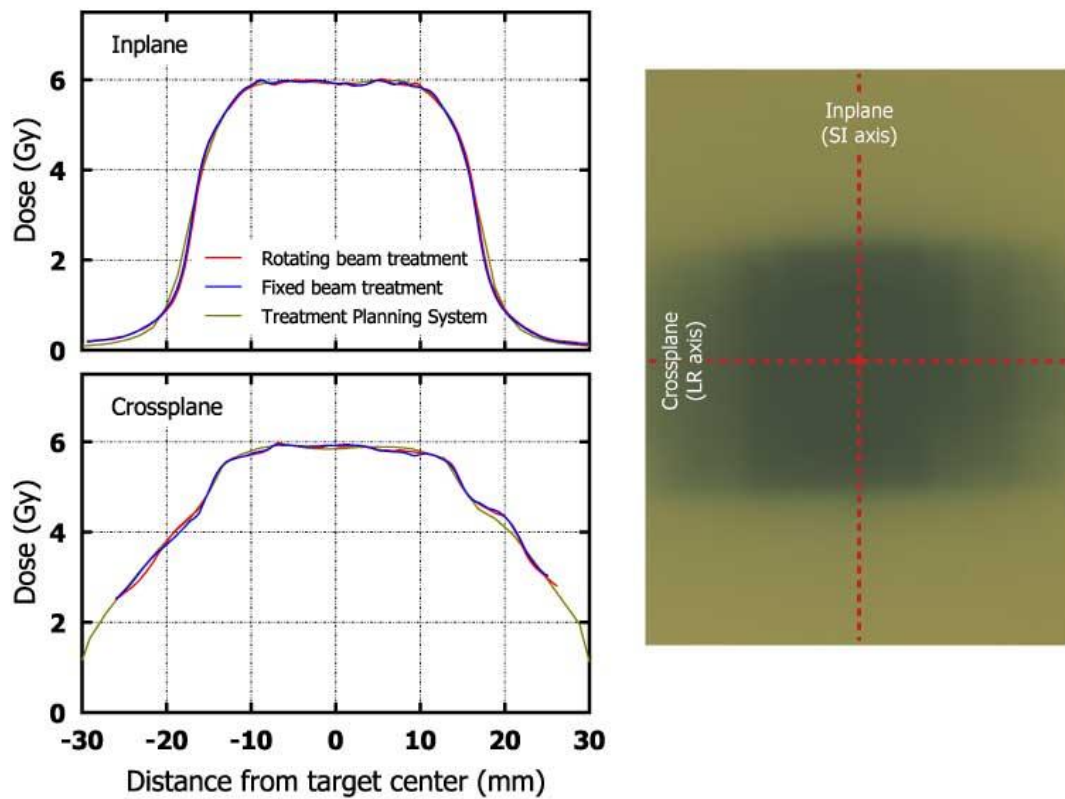 Inplane
6
4
2
0
Dose (Gy)
Rotating beam treatment
Fixed beam treatment
Treatment Planning System
Crossplane
6
4
2
0
Dose (Gy)
-30 -20 -10 0 10 20 30
Distance from target center (mm)
Inplane
(SI axis)
Crossplane
(LR axis)